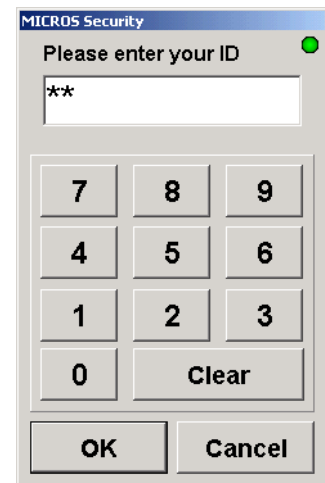 MICROS Security
Please enter your ID
**
7 8 9
4 5 6
1 2 3
0 Clear
OK Cancel